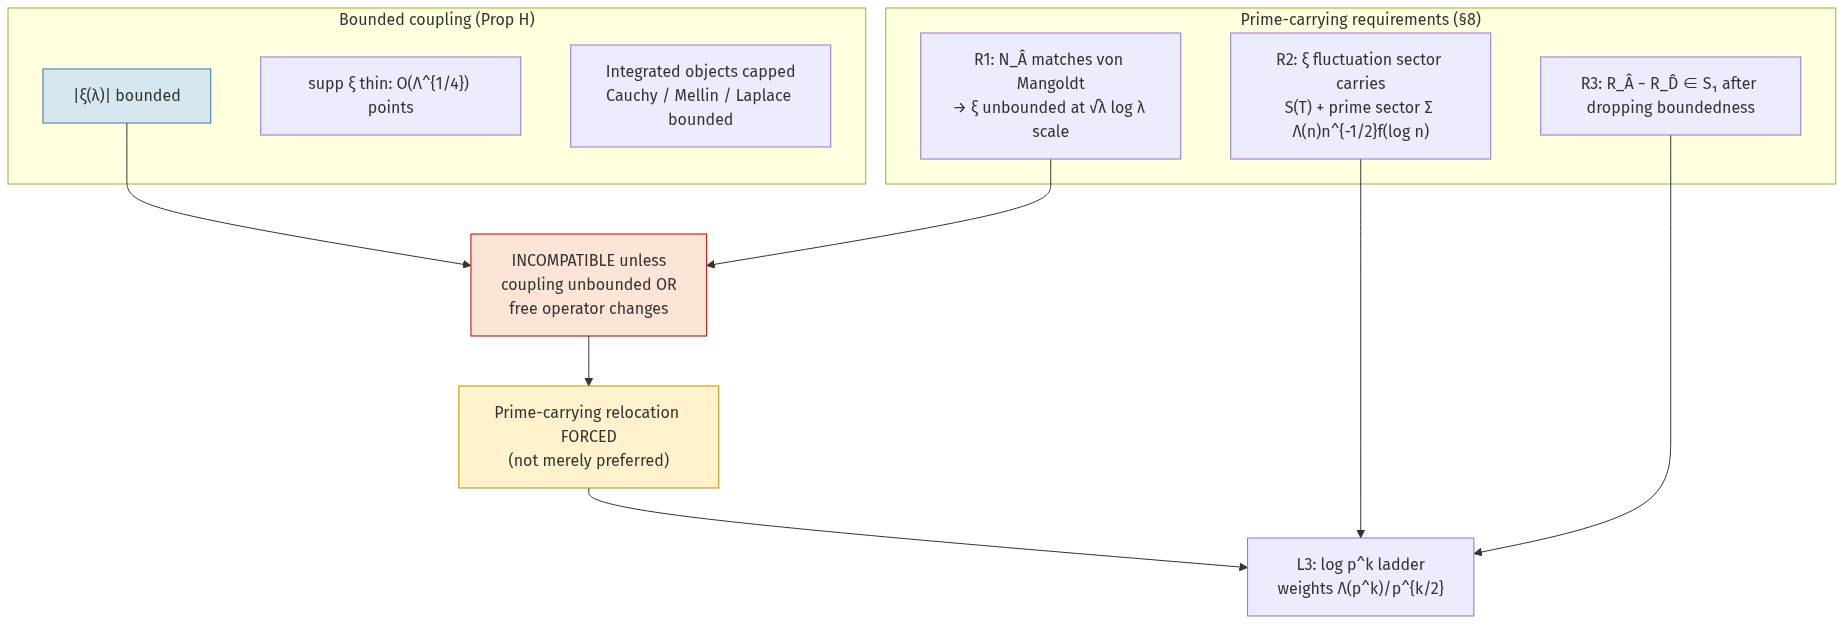 Bounded coupling (Prop H)
|ξ(λ)| bounded
supp ξ thin: O(Λ^{1/4})
points
Integrated objects capped
Cauchy / Mellin / Laplace
bounded
Prime-carrying requirements (§8)
R1: N_Â matches von
Mangoldt
→ ξ unbounded at √λ log λ
scale
R2: ξ fluctuation sector
carries
S(T) + prime sector Σ
Λ(n)n^{-1/2}f(log n)
R3: R_Â − R_D̂ ∈ S₁ after
dropping boundedness
INCOMPATIBLE unless
coupling unbounded OR
free operator changes
Prime-carrying relocation
FORCED
(not merely preferred)
L3: log p^k ladder
weights Λ(p^k)/p^{k/2}